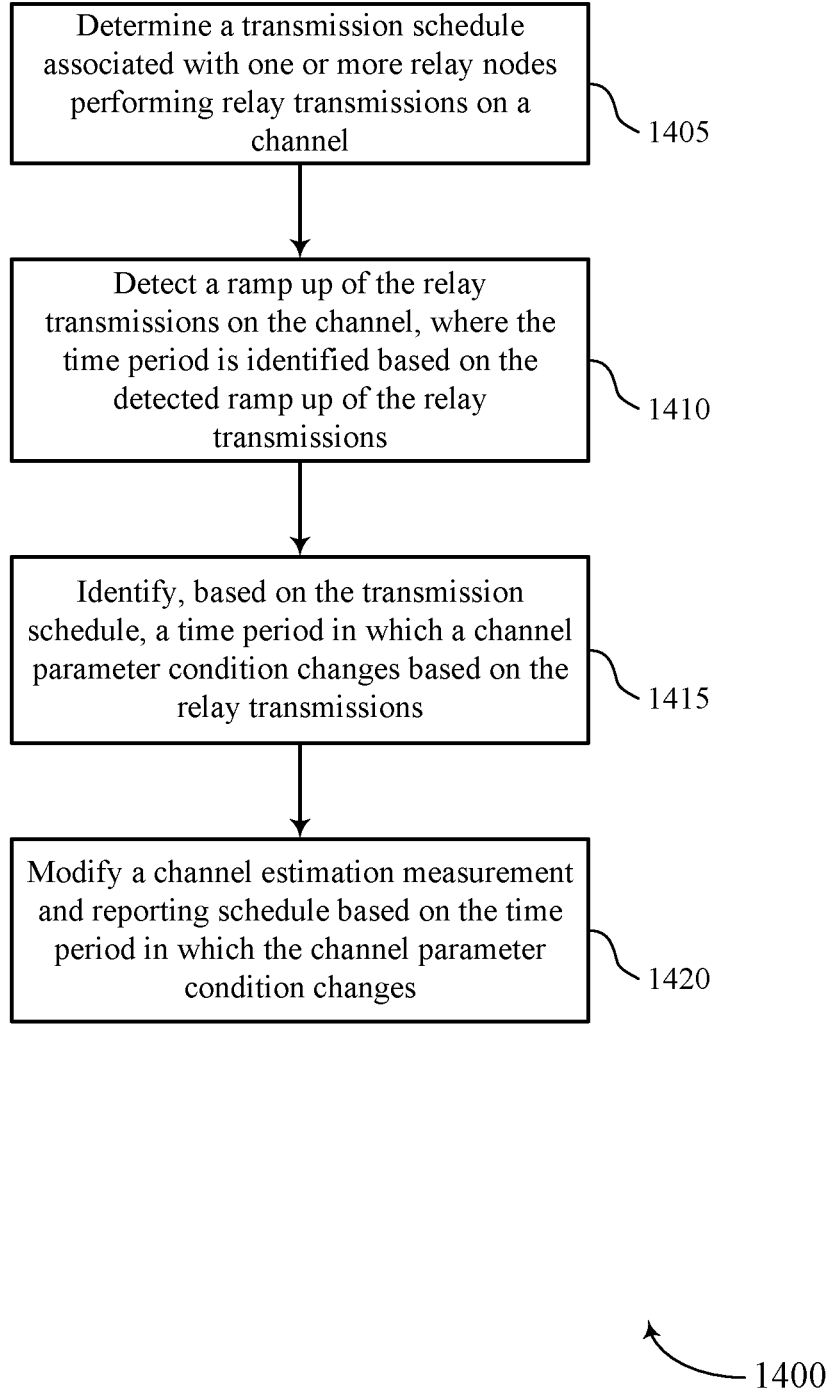 Determine a transmission schedule
associated with one or more relay nodes
performing relay transmissions on a
channel
1405
Detect a ramp up of the relay
transmissions on the channel, where the
time period is identified based on the
detected ramp up of the relay
transmissions
1410
Identify, based on the transmission
schedule, a time period in which a channel
parameter condition changes based on the
relay transmissions
1415
Modify a channel estimation measurement
and reporting schedule based on the time
period in which the channel parameter
condition changes
1420
1400